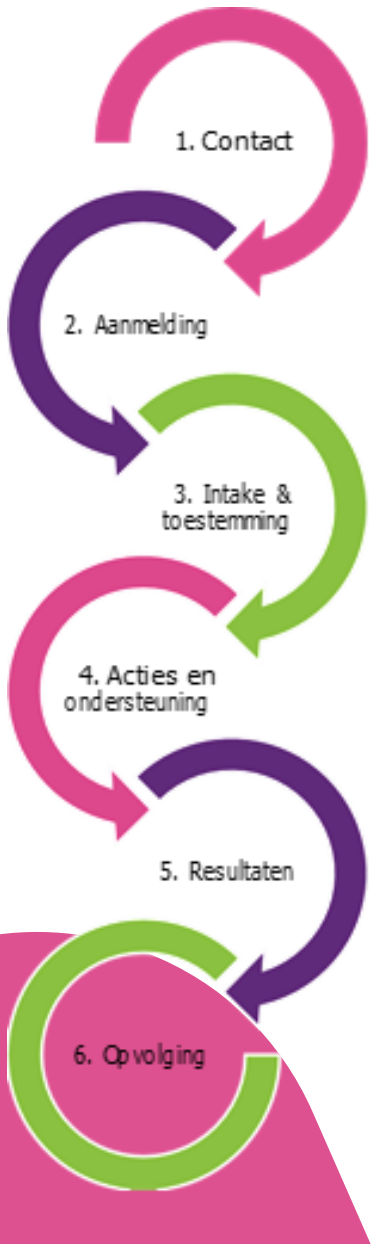 1. Contact
2. Aanmelding
3. Intake &
toestemming
4. Acties en
ondersteuning
5. Resultaten
6. Opvolging